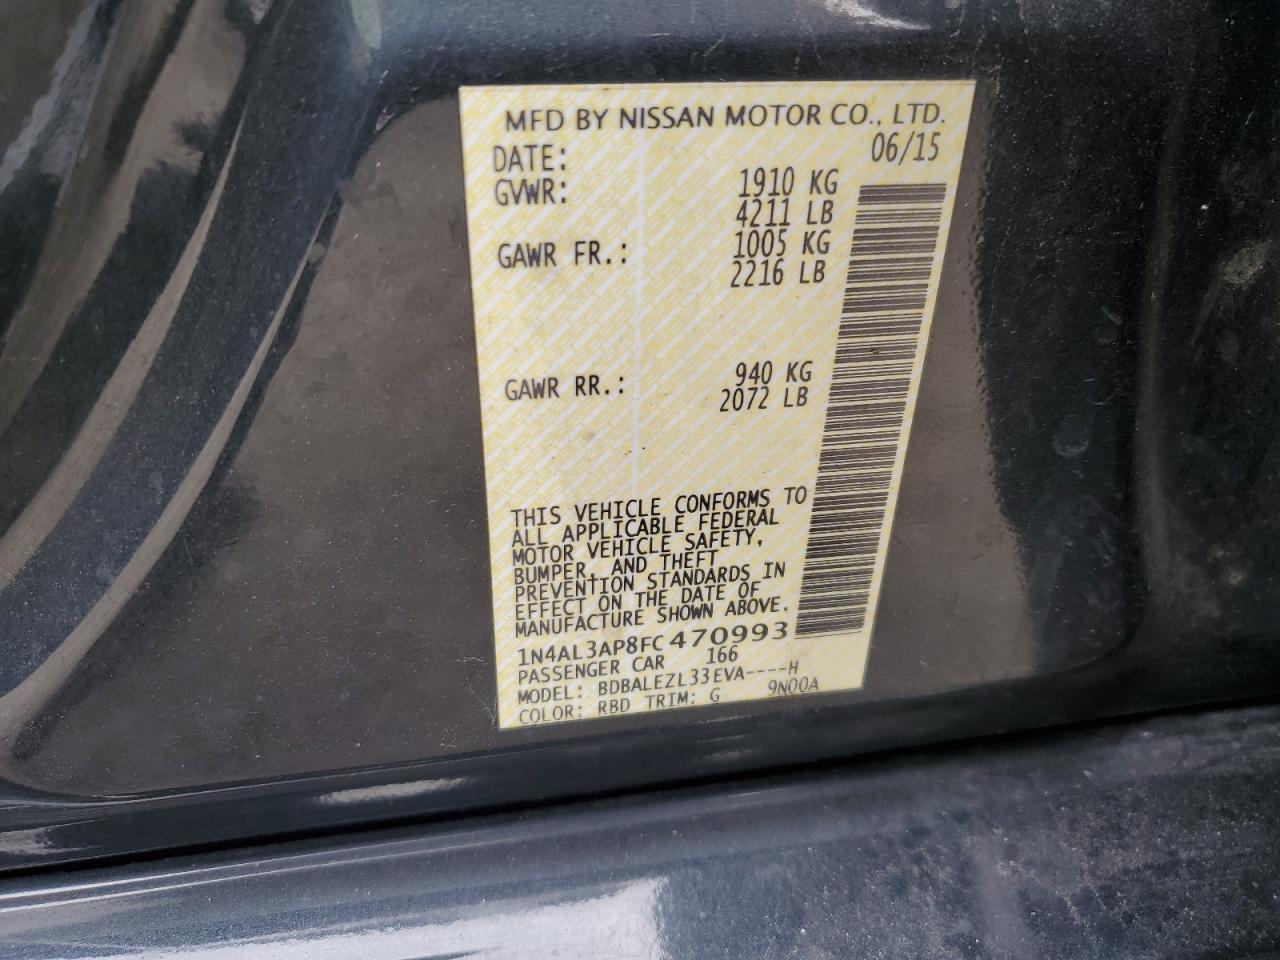 MFD BY NISSAN MOTOR CO., LTD.
DATE: 06/15
GVWR: 1910 KG
4211 LB
GAWR FR.: 1005 KG
2216 LB
GAWR RR.: 940 KG
2072 LB
THIS VEHICLE CONFORMS TO
ALL APPLICABLE FEDERAL
MOTOR VEHICLE SAFETY,
BUMPER, AND THEFT
PREVENTION STANDARDS IN
EFFECT ON THE DATE OF
MANUFACTURE SHOWN ABOVE.
1N4AL3AP8FC470993
PASSENGER CAR 166
MODEL: BDBALEZL33EVA----H
COLOR: RBD TRIM: G 9N00A